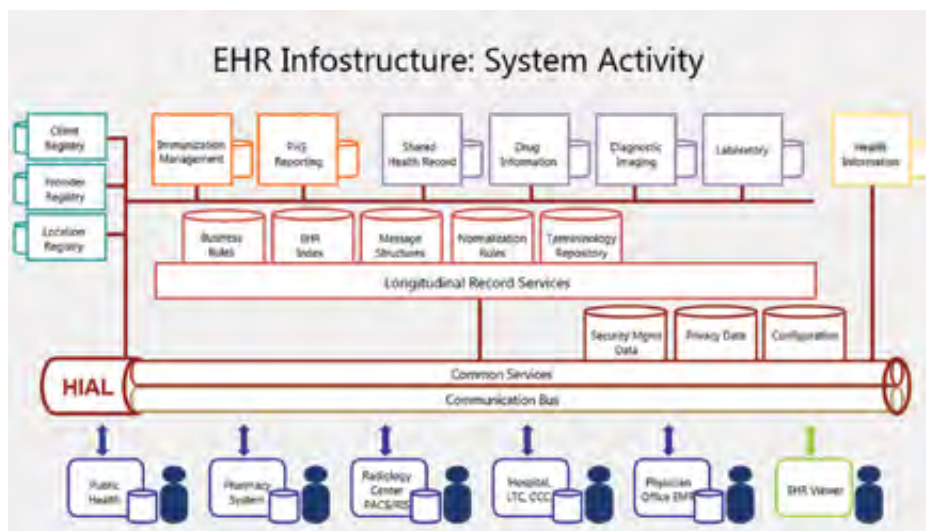 EHR Infostructure: System Activity
Client
Registry
Provider
Registry
Location
Registry
Immunization
Management
PHS
Reporting
Shared
Health Record
Drug
Information
Diagnostic
Imaging
Laboratory
Health
Information
Business
Rules
EHR
Index
Message
Structures
Normalization
Rules
Terminology
Repository
Longitudinal Record Services
Security Mgmt
Data
Privacy Data
Configuration
HIAL
Common Services
Communication Bus
Public
Health
Pharmacy
System
Radiology
Center
PACS/RIS
Hospital,
LTC, CCC,
Physician
Office EMR
EHR Viewer